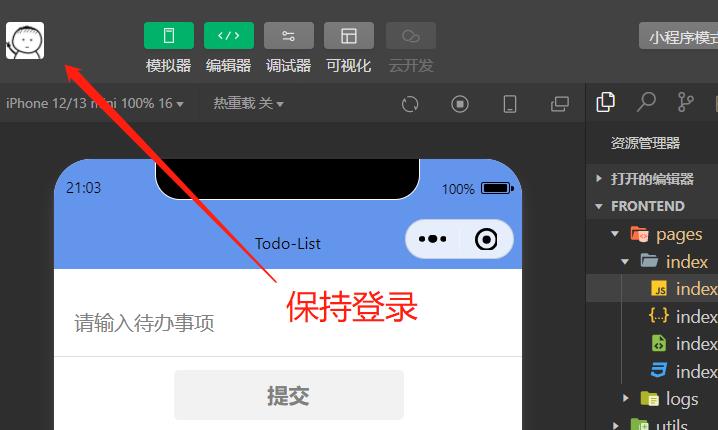 模拟器 编辑器 调试器 可视化 云开发
小程序模式
iPhone 12/13 mini 100% 16 热重载 关
资源管理器
打开的编辑器
FRONTEND
pages
index
index
index
index
index
logs
utils
21:03 100%
Todo-List
保持登录
请输入待办事项
提交